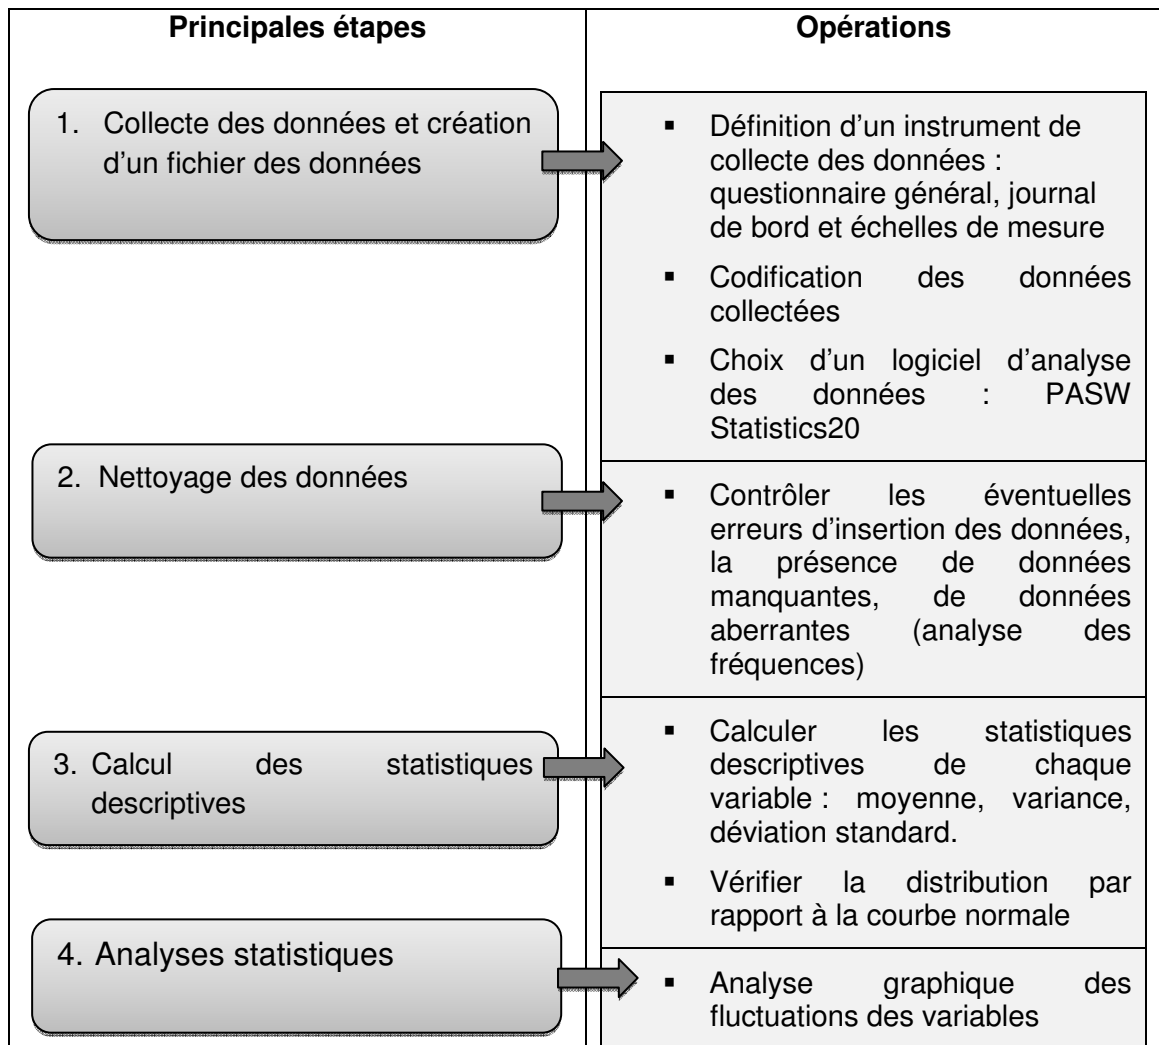 Principales étapes
Opérations
1. Collecte des données et création
d'un fichier des données
▪ Définition d'un instrument de
collecte des données :
questionnaire général, journal
de bord et échelles de mesure
▪ Codification des données
collectées
▪ Choix d'un logiciel d'analyse
des données : PASW
Statistics20
2. Nettoyage des données
▪ Contrôler les éventuelles
erreurs d'insertion des données,
la présence de données
manquantes, de données
aberrantes (analyse des
fréquences)
3. Calcul des statistiques
descriptives
▪ Calculer les statistiques
descriptives de chaque
variable : moyenne, variance,
déviation standard.
▪ Vérifier la distribution par
rapport à la courbe normale
4. Analyses statistiques
▪ Analyse graphique des
fluctuations des variables